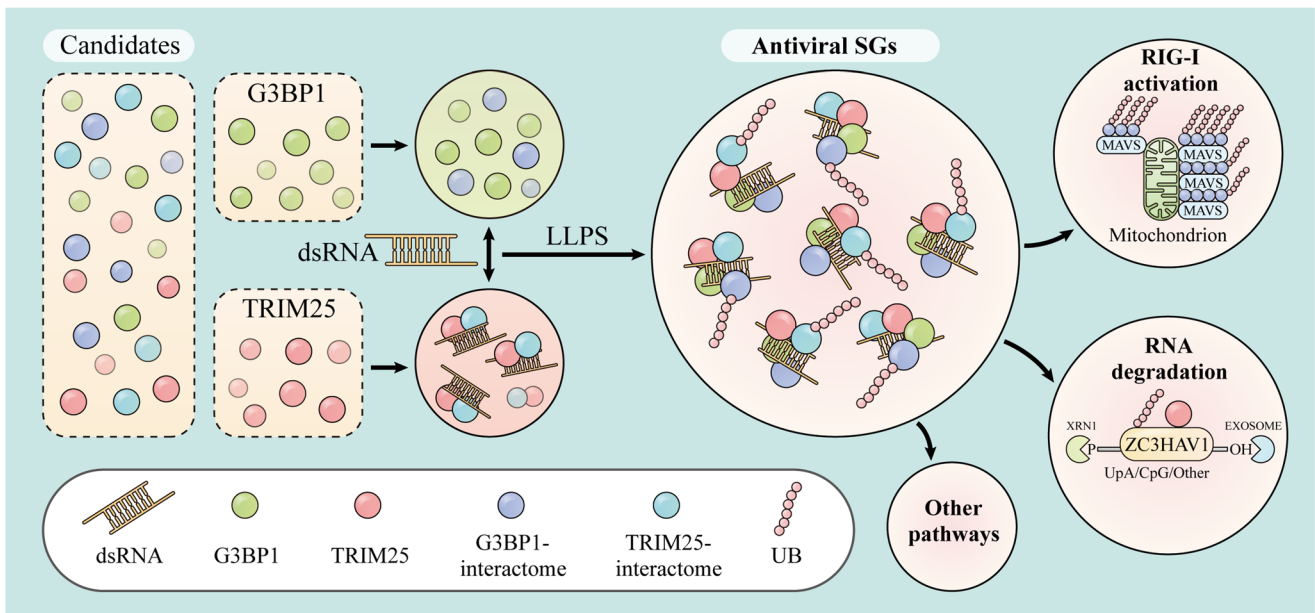 Candidates
G3BP1
TRIM25
dsRNA
LLPS
Antiviral SGs
RIG-I
activation
MAVS
MAVS
MAVS
MAVS
Mitochondrion
RNA
degradation
XRN1
EXOSOME
P
ZC3HAV1
OH
UpA/CpG/Other
Other
pathways
dsRNA
G3BP1
TRIM25
G3BP1-
interactome
TRIM25-
interactome
UB